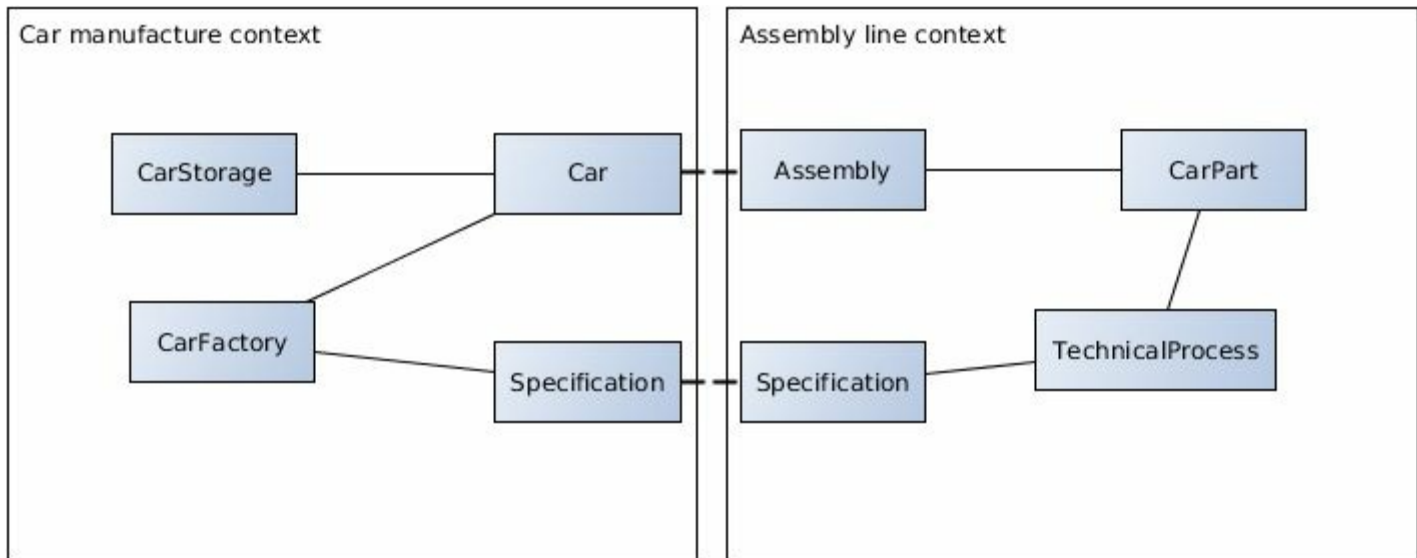 Car manufacture context
CarStorage
Car
CarFactory
Specification
Assembly line context
Assembly
CarPart
Specification
TechnicalProcess